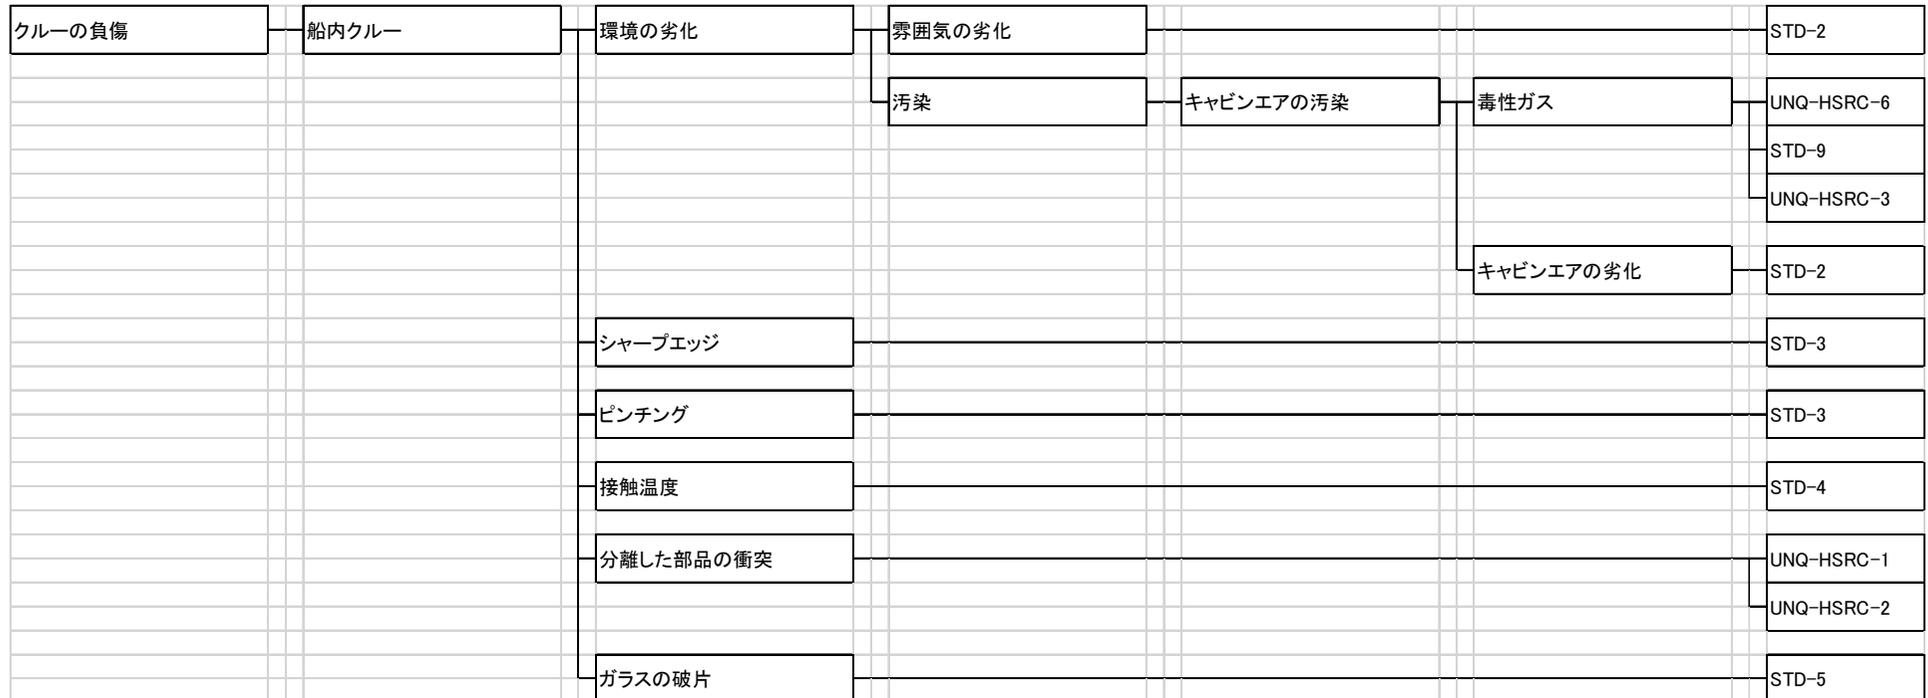 クルーの負傷
船内クルー
環境の劣化
雰囲気の劣化
STD-2
汚染
キャビンエアの汚染
毒性ガス
UNQ-HSRC-6
STD-9
UNQ-HSRC-3
キャビンエアの劣化
STD-2
シャープエッジ
STD-3
ピンチング
STD-3
接触温度
STD-4
分離した部品の衝突
UNQ-HSRC-1
UNQ-HSRC-2
ガラスの破片
STD-5